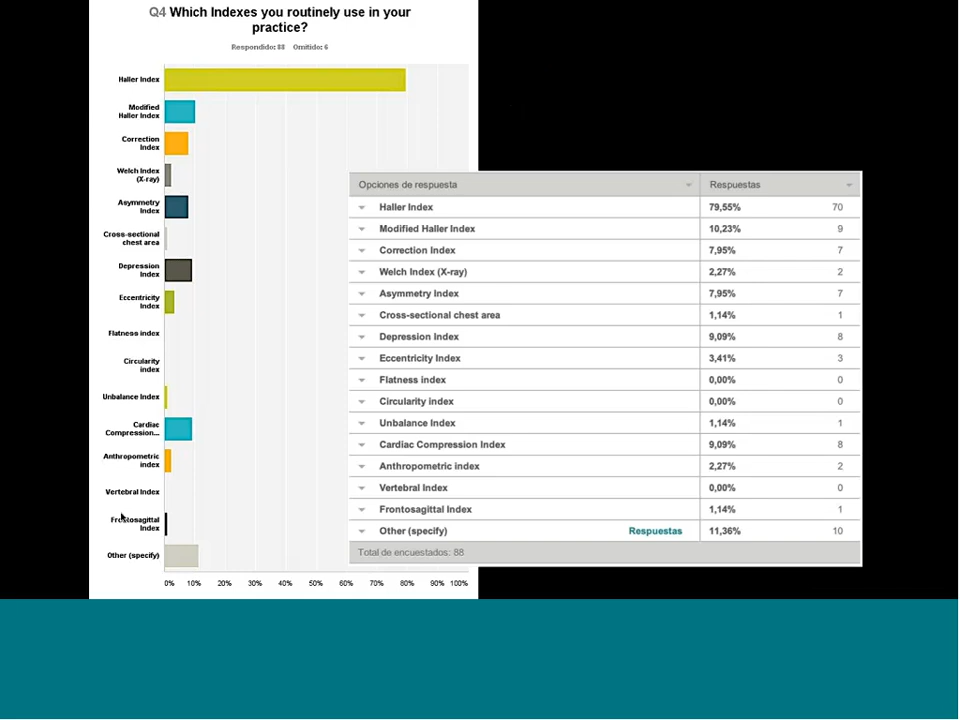 Q4 Which Indexes you routinely use in your
practice?
Respondido: 88 Omitido: 6
Haller Index
Modified
Haller Index
Correction
Index
Welch Index
(X-ray)
Asymmetry
Index
Cross-sectional
chest area
Depression
Index
Eccentricity
Index
Flatness index
Circularity
index
Unbalance Index
Cardiac
Compression...
Anthropometric
index
Vertebral Index
Frontosagittal
Index
Other (specify)
0% 10% 20% 30% 40% 50% 60% 70% 80% 90% 100%
Opciones de respuesta Respuestas
Haller Index 79,55% 70
Modified Haller Index 10,23% 9
Correction Index 7,95% 7
Welch Index (X-ray) 2,27% 2
Asymmetry Index 7,95% 7
Cross-sectional chest area 1,14% 1
Depression Index 9,09% 8
Eccentricity Index 3,41% 3
Flatness index 0,00% 0
Circularity index 0,00% 0
Unbalance Index 1,14% 1
Cardiac Compression Index 9,09% 8
Anthropometric index 2,27% 2
Vertebral Index 0,00% 0
Frontosagittal Index 1,14% 1
Other (specify) Respuestas 11,36% 10
Total de encuestados: 88